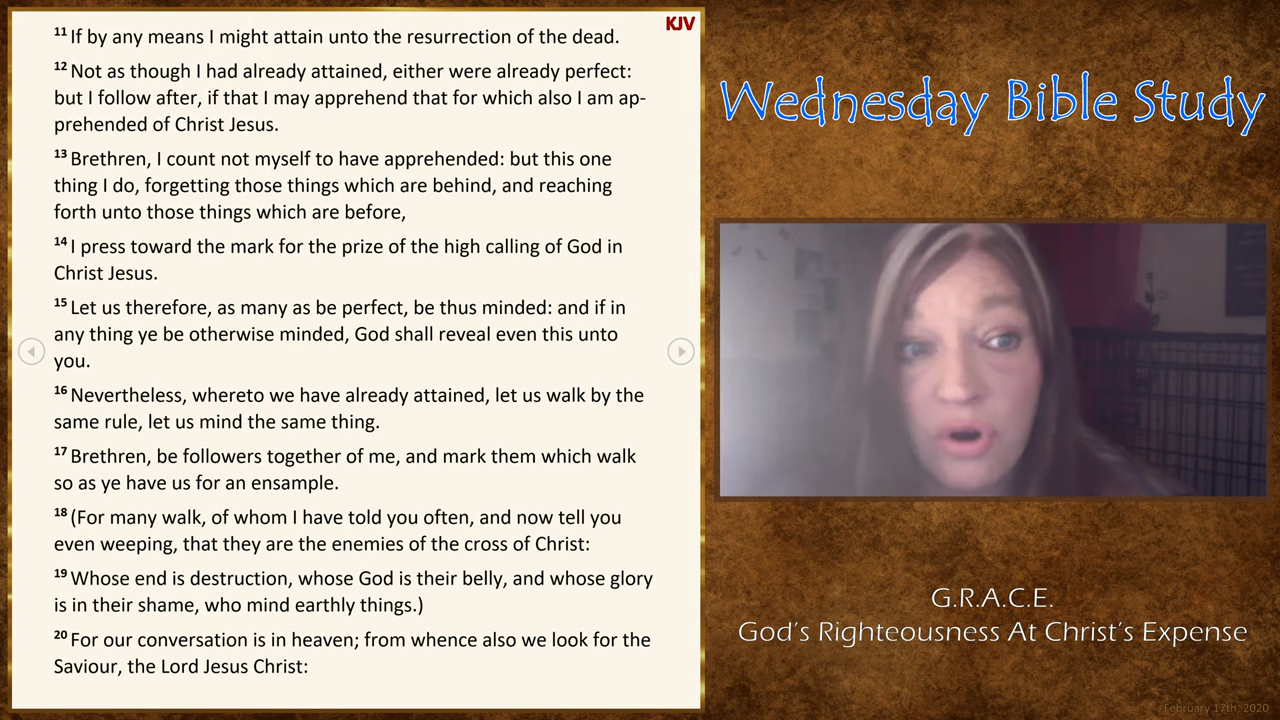 KJV
11 If by any means I might attain unto the resurrection of the dead.
12 Not as though I had already attained, either were already perfect:
but I follow after, if that I may apprehend that for which also I am ap-
prehended of Christ Jesus.
13 Brethren, I count not myself to have apprehended: but this one
thing I do, forgetting those things which are behind, and reaching
forth unto those things which are before,
14 I press toward the mark for the prize of the high calling of God in
Christ Jesus.
15 Let us therefore, as many as be perfect, be thus minded: and if in
any thing ye be otherwise minded, God shall reveal even this unto
you.
16 Nevertheless, whereto we have already attained, let us walk by the
same rule, let us mind the same thing.
17 Brethren, be followers together of me, and mark them which walk
so as ye have us for an ensample.
18 (For many walk, of whom I have told you often, and now tell you
even weeping, that they are the enemies of the cross of Christ:
19 Whose end is destruction, whose God is their belly, and whose glory
is in their shame, who mind earthly things.)
20 For our conversation is in heaven; from whence also we look for the
Saviour, the Lord Jesus Christ:
Wednesday Bible Study
G.R.A.C.E.
God's Righteousness At Christ's Expense
February 17th, 2020